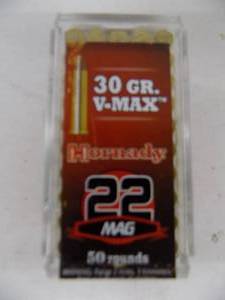 30 GR.
V-MAX™
Hornady
22
MAG
50 rounds